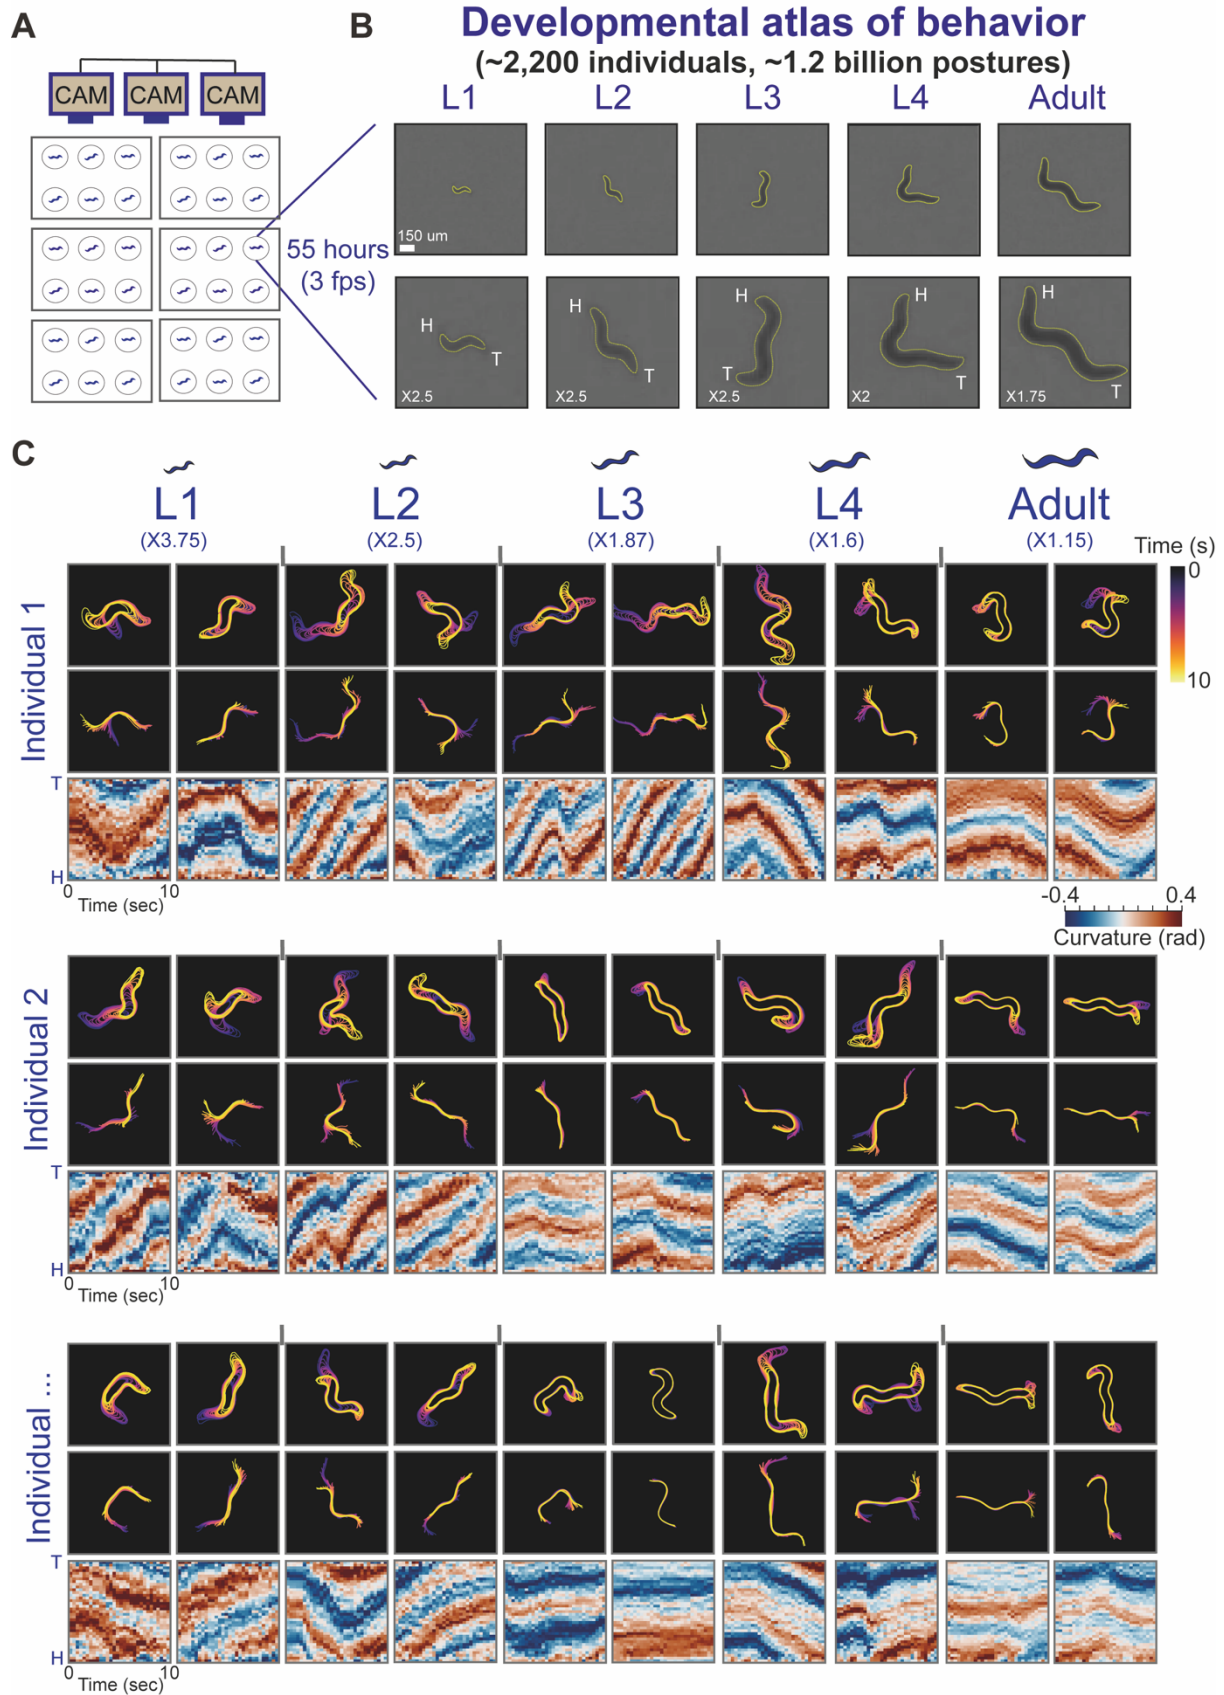 A
B
Developmental atlas of behavior
(~2,200 individuals, ~1.2 billion postures)
L1 L2 L3 L4 Adult
CAM CAM CAM
150 um
55 hours
(3 fps)
H T X2.5
H T X2.5
H T X2.5
H T X2
H T X1.75
C
L1 L2 L3 L4 Adult
(X3.75) (X2.5) (X1.87) (X1.6) (X1.15)
Time (s)
0
10
Individual 1
T
H
0 10
Time (sec)
-0.4 0.4
Curvature (rad)
Individual 2
T
H
0 10
Time (sec)
Individual ...
T
H
0 10
Time (sec)